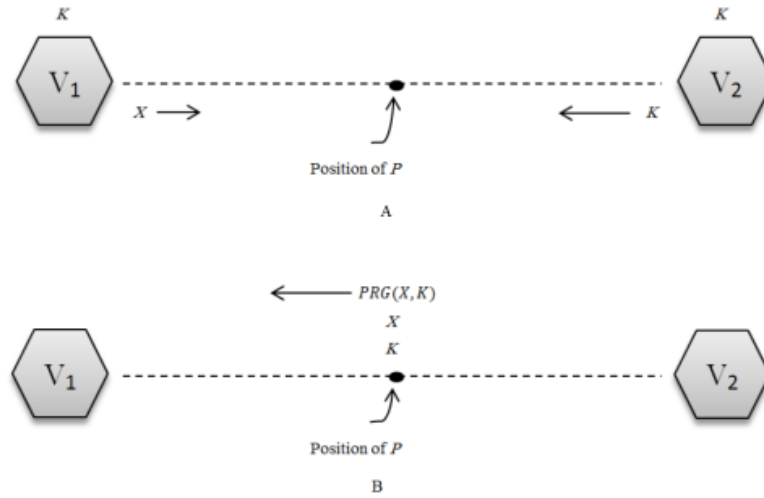 K K
V1 V2
X K
Position of P
A
PRG(X,K)
X
K
V1 V2
Position of P
B